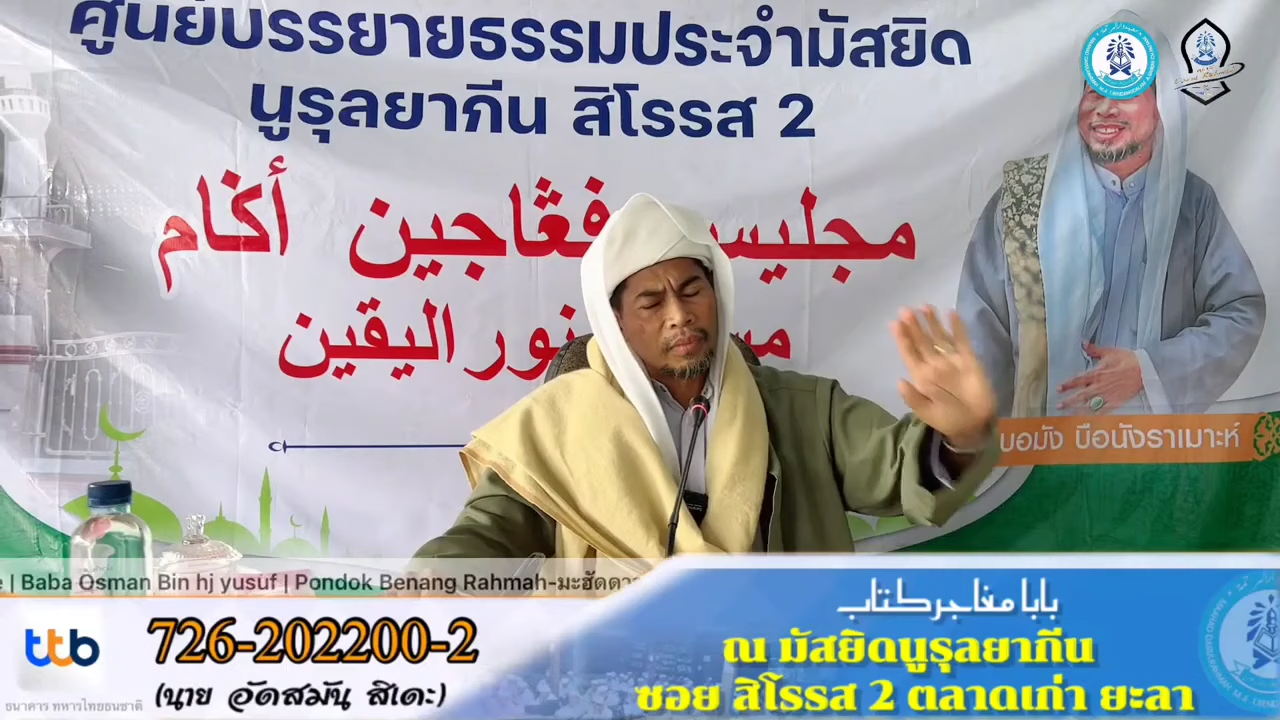 ศูนย์บรรยายธรรมประจำมัสยิด
นูรุลยากีน สิโรรส 2
مجليس ڤڠاجين أڬام
نور اليقين
บอมัง บือนังราเมาะห์
| Baba Osman Bin hj yusuf | Pondok Benang Rahmah-มะฮัดดา
ttb
726-202200-2
(นาย อัดสมัน สิเดะ)
ธนาคาร ทหารไทยธนชาติ
بابا مڠاجر كتاب
ณ มัสยิดนูรุลยากีน
ซอย สิโรรส 2 ตลาดเก่า ยะลา